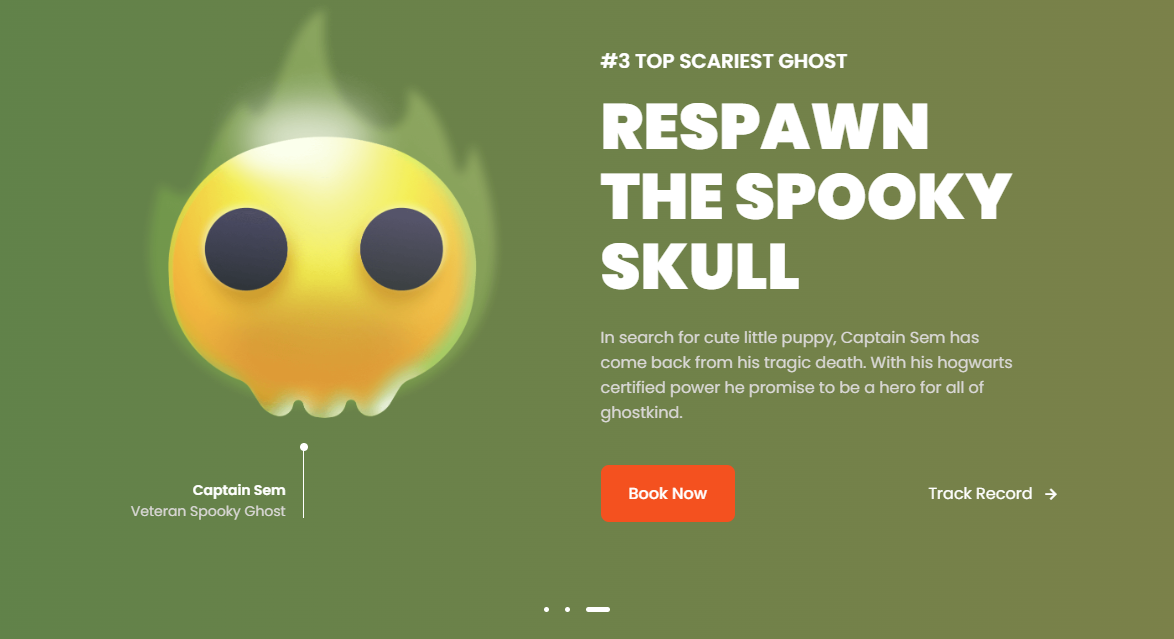 #3 TOP SCARIEST GHOST
RESPAWN
THE SPOOKY
SKULL
In search for cute little puppy, Captain Sem has
come back from his tragic death. With his hogwarts
certified power he promise to be a hero for all of
ghostkind.
Captain Sem
Veteran Spooky Ghost
Book Now
Track Record